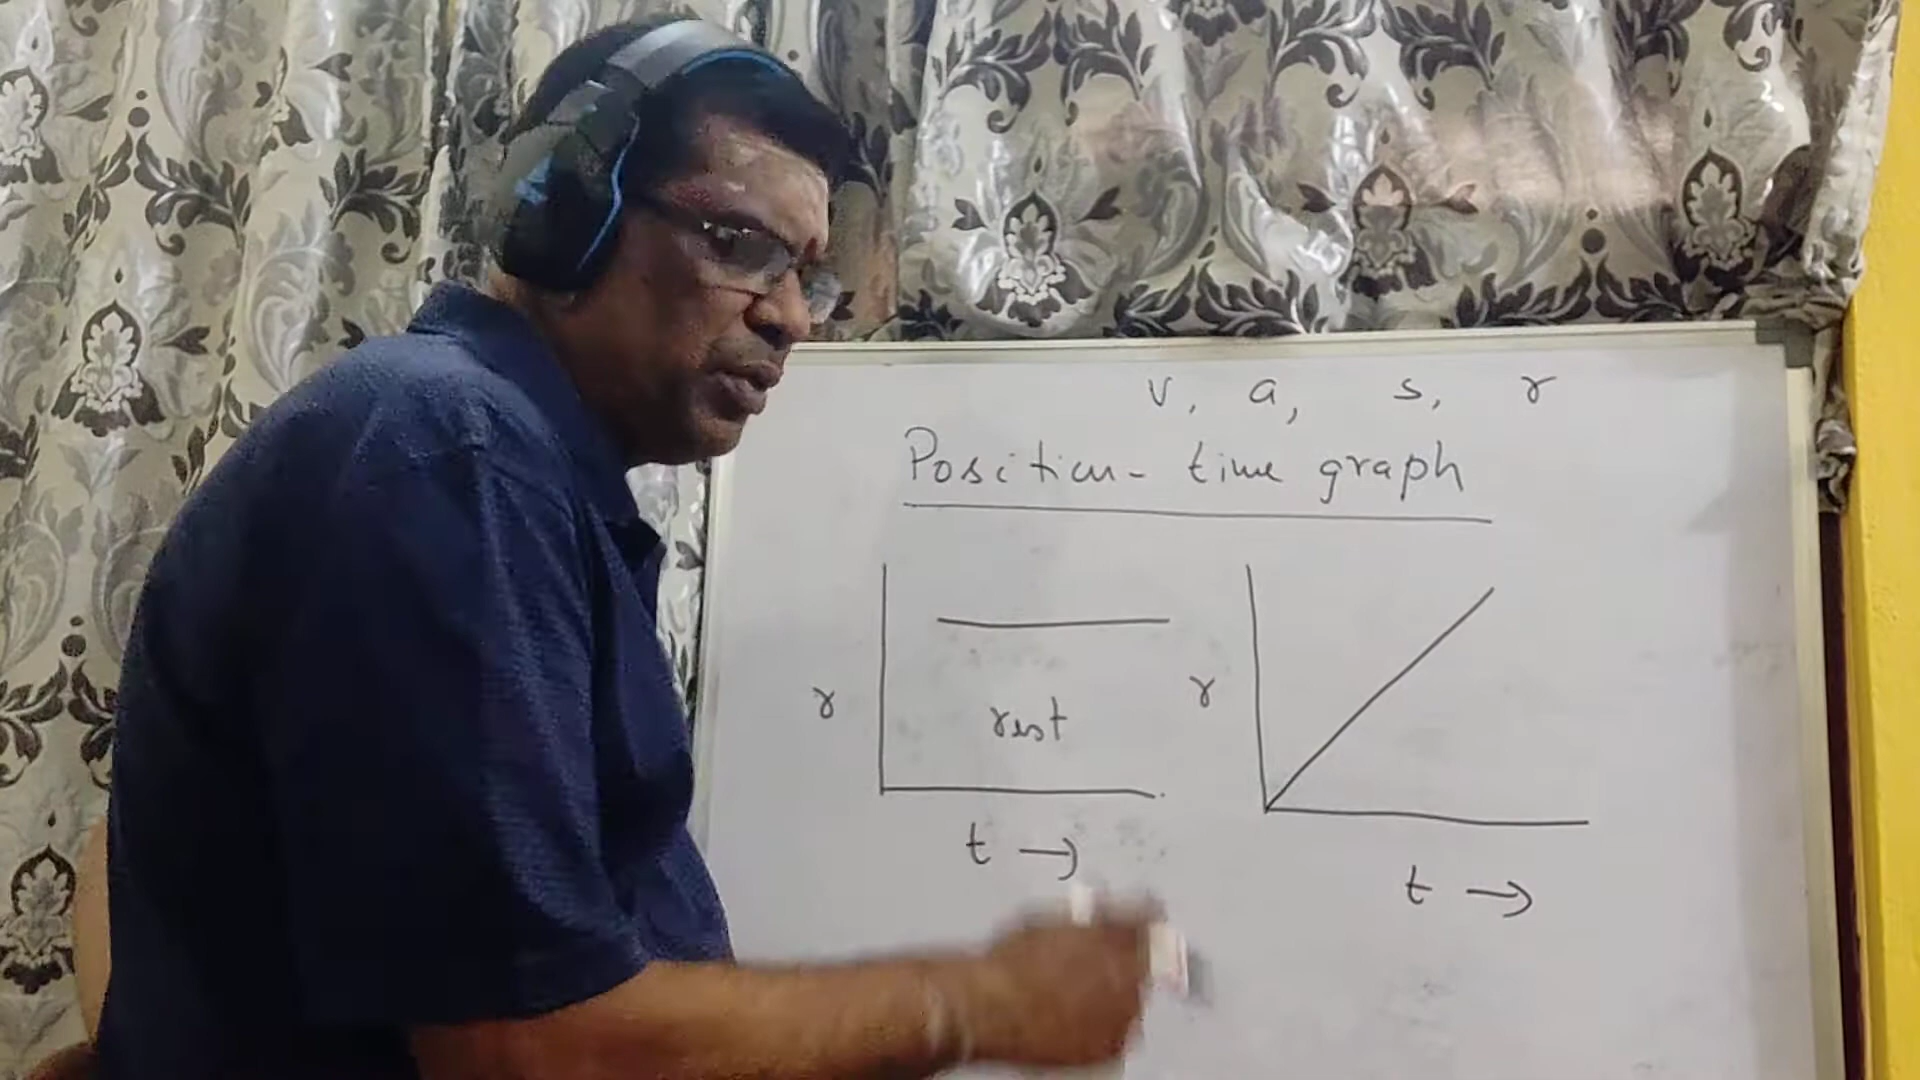 v, a, s, r
Position - time graph
r
rest
t →
r
t →